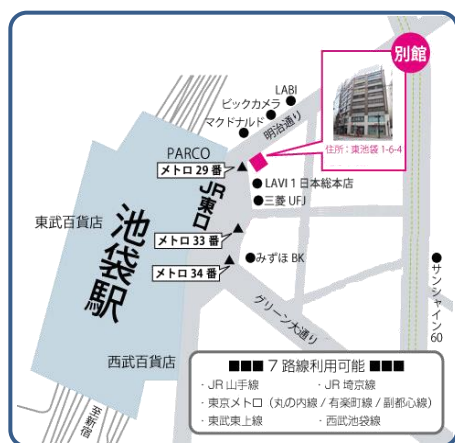 別館
LABI
ビックカメラ
マクドナルド
明治通り
住所：東池袋 1-6-4
PARCO
メトロ 29 番
JR東口
LAVI 1 日本総本店
三菱 UFJ
東武百貨店
池袋駅
メトロ 33 番
メトロ 34 番
みずほ BK
サンシャイン60
グリーン大通り
西武百貨店
至新宿
■■■ 7 路線利用可能 ■■■
・JR 山手線
・JR 埼京線
・東京メトロ（丸の内線 / 有楽町線 / 副都心線）
・東武東上線
・西武池袋線